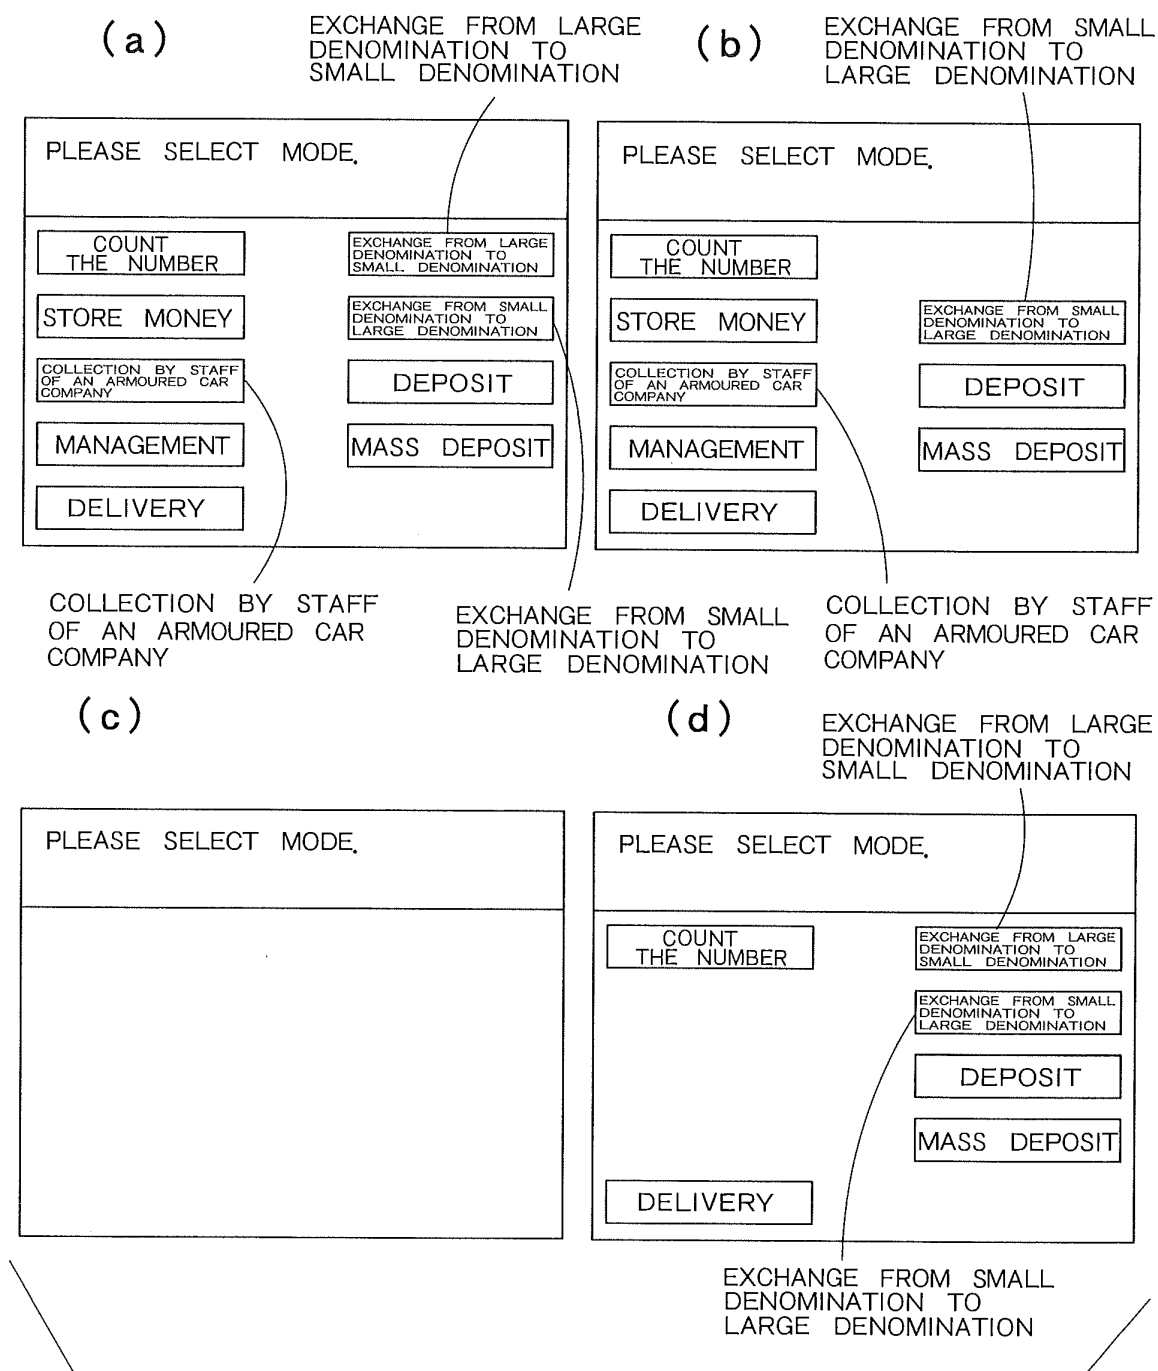 (a)
EXCHANGE FROM LARGE
DENOMINATION TO
SMALL DENOMINATION
PLEASE SELECT MODE.
COUNT
THE NUMBER
STORE MONEY
COLLECTION BY STAFF
OF AN ARMOURED CAR
COMPANY
MANAGEMENT
DELIVERY
EXCHANGE FROM LARGE
DENOMINATION TO
SMALL DENOMINATION
EXCHANGE FROM SMALL
DENOMINATION TO
LARGE DENOMINATION
DEPOSIT
MASS DEPOSIT
COLLECTION BY STAFF
OF AN ARMOURED CAR
COMPANY
EXCHANGE FROM SMALL
DENOMINATION TO
LARGE DENOMINATION
(b)
EXCHANGE FROM SMALL
DENOMINATION TO
LARGE DENOMINATION
PLEASE SELECT MODE.
COUNT
THE NUMBER
STORE MONEY
COLLECTION BY STAFF
OF AN ARMOURED CAR
COMPANY
MANAGEMENT
DELIVERY
EXCHANGE FROM SMALL
DENOMINATION TO
LARGE DENOMINATION
DEPOSIT
MASS DEPOSIT
COLLECTION BY STAFF
OF AN ARMOURED CAR
COMPANY
(c)
PLEASE SELECT MODE.
(d)
EXCHANGE FROM LARGE
DENOMINATION TO
SMALL DENOMINATION
PLEASE SELECT MODE.
COUNT
THE NUMBER
DELIVERY
EXCHANGE FROM LARGE
DENOMINATION TO
SMALL DENOMINATION
EXCHANGE FROM SMALL
DENOMINATION TO
LARGE DENOMINATION
DEPOSIT
MASS DEPOSIT
EXCHANGE FROM SMALL
DENOMINATION TO
LARGE DENOMINATION